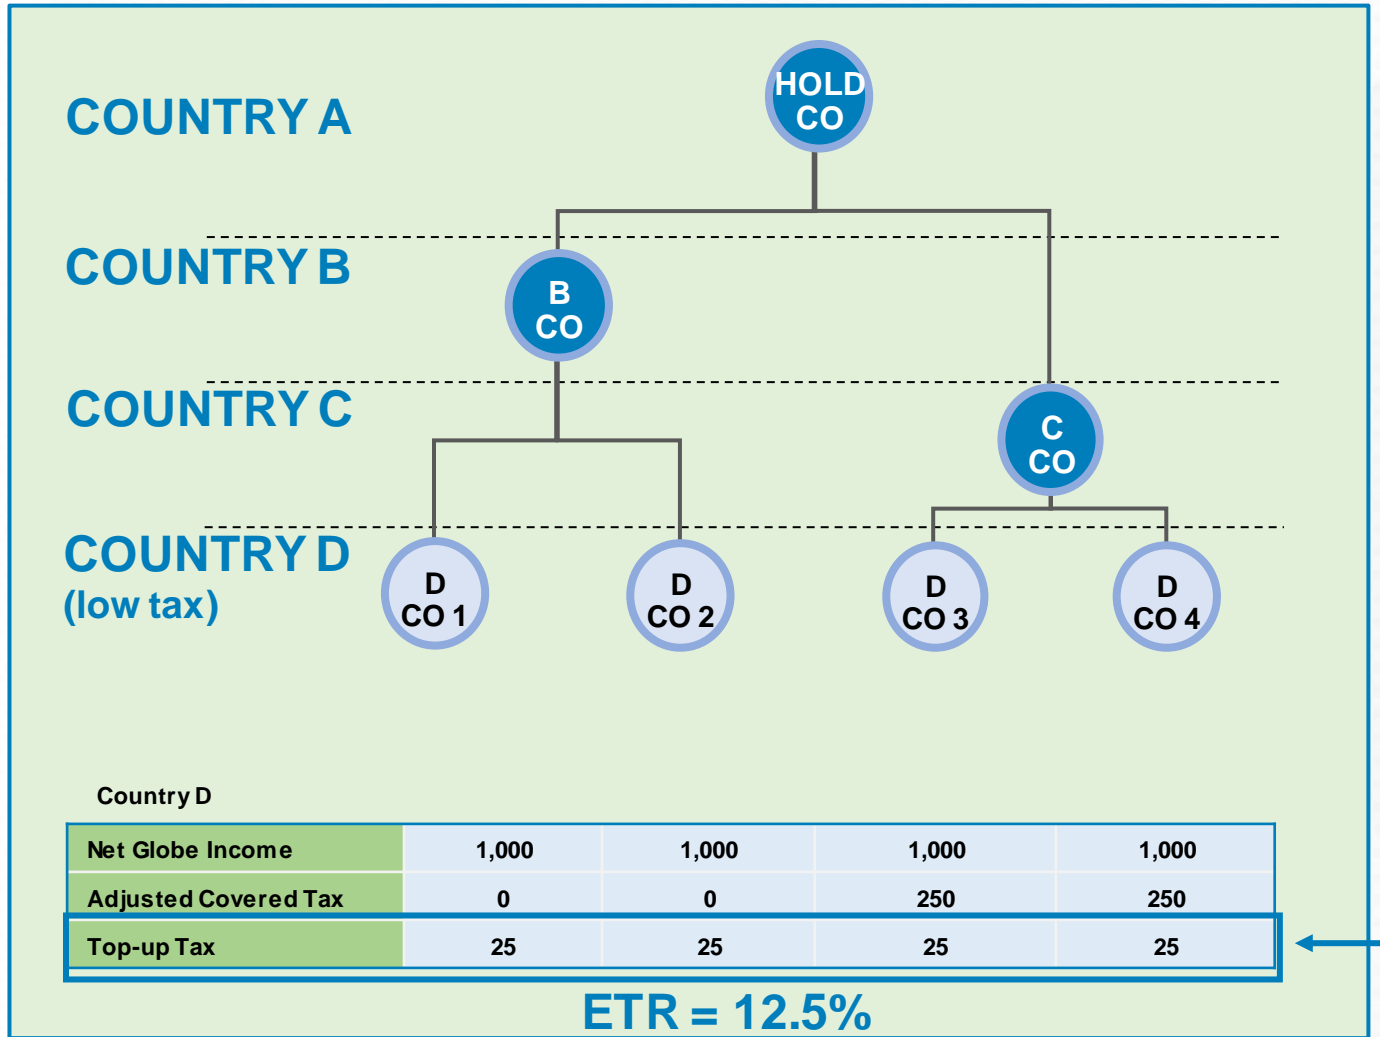 COUNTRY A
HOLD
CO
COUNTRY B
B
CO
COUNTRY C
C
CO
COUNTRY D
(low tax)
D
CO 1
D
CO 2
D
CO 3
D
CO 4
Country D
Net Globe Income 1,000 1,000 1,000 1,000
Adjusted Covered Tax 0 0 250 250
Top-up Tax 25 25 25 25
ETR = 12.5%